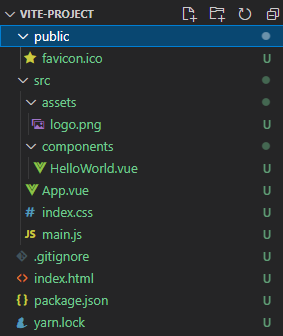 VITE-PROJECT
public
favicon.ico U
src
assets
logo.png U
components
HelloWorld.vue U
App.vue U
# index.css U
JS main.js U
.gitignore U
<> index.html U
{} package.json U
yarn.lock U